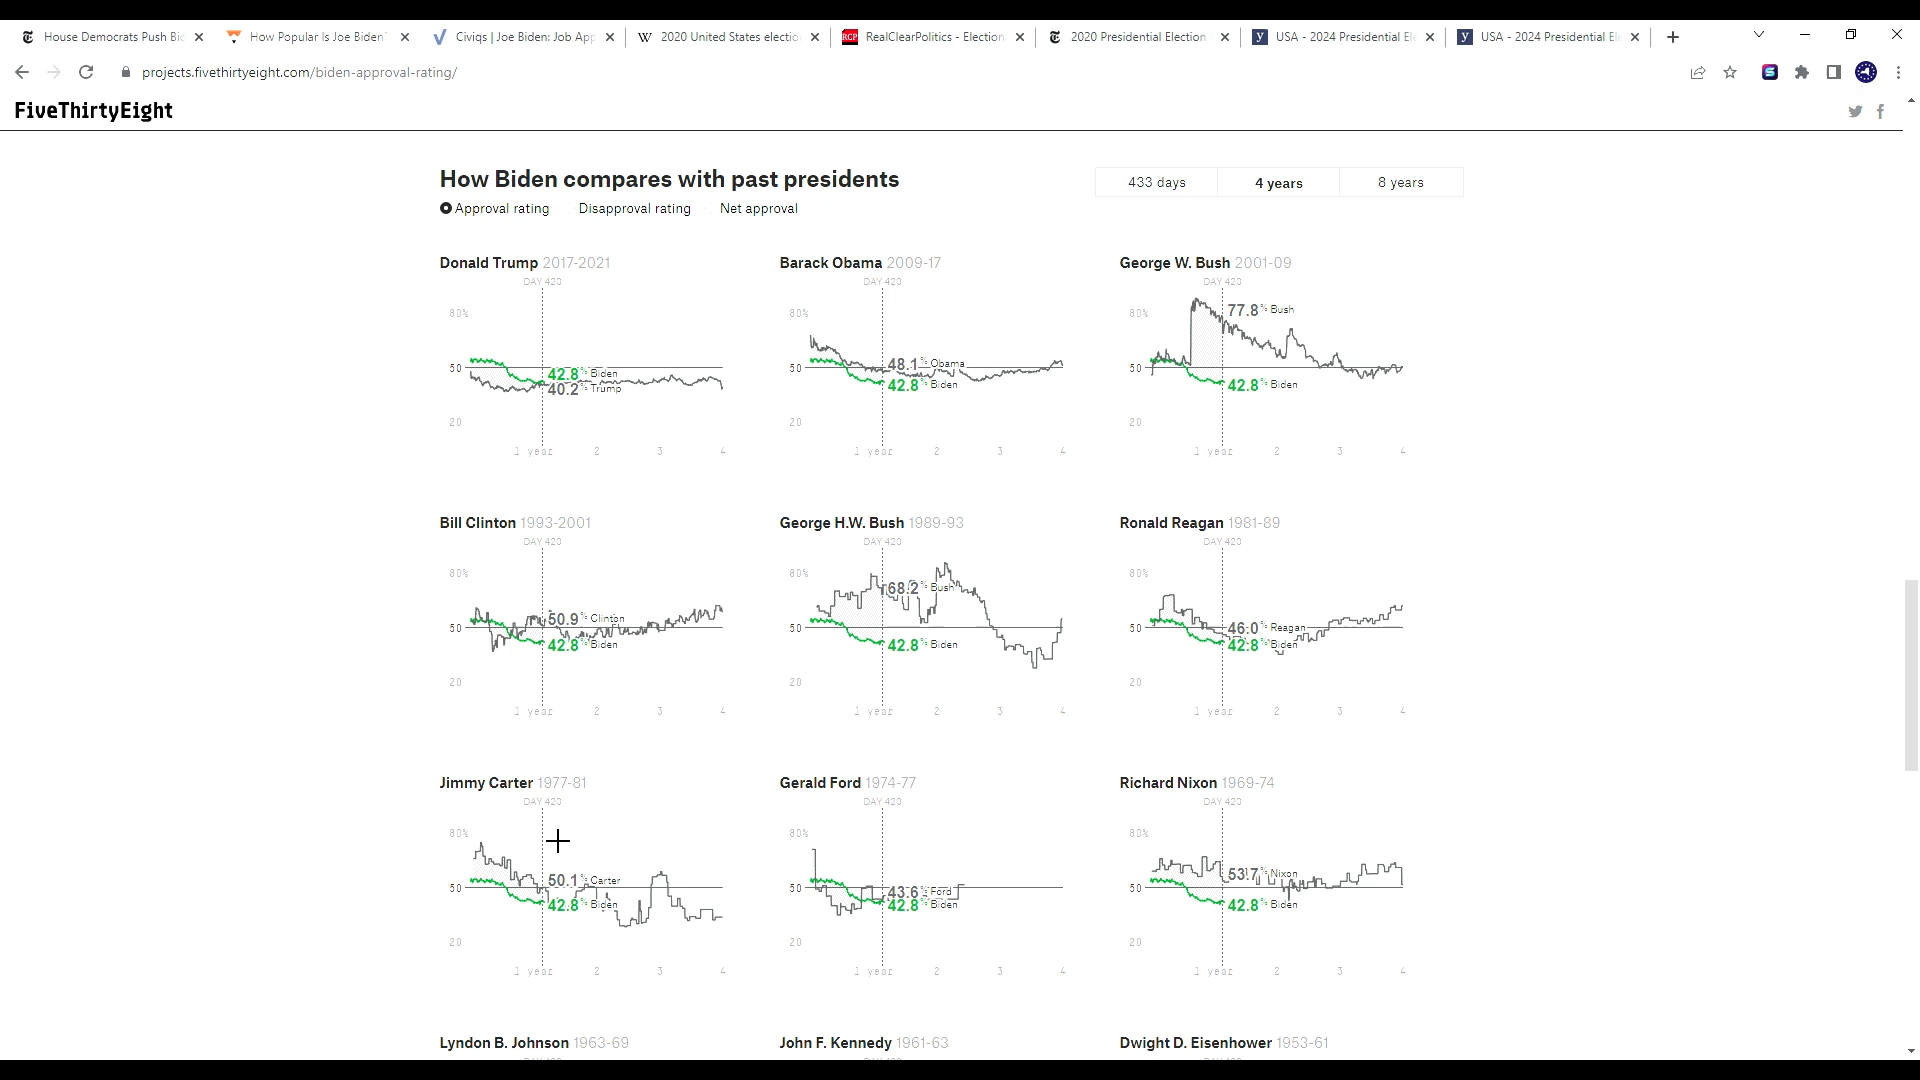 House Democrats Push Bi
How Popular Is Joe Biden
Civiqs | Joe Biden: Job App
2020 United States electio
RCP RealClearPolitics - Election
2020 Presidential Election
USA - 2024 Presidential El
USA - 2024 Presidential El
projects.fivethirtyeight.com/biden-approval-rating/
FiveThirtyEight
How Biden compares with past presidents
433 days 4 years 8 years
Approval rating Disapproval rating Net approval
Donald Trump 2017-2021
DAY 420
80%
50
20
42.8% Biden
40.2% Trump
1 year 2 3 4
Barack Obama 2009-17
DAY 420
80%
50
20
48.1% Obama
42.8% Biden
1 year 2 3 4
George W. Bush 2001-09
DAY 420
80%
50
20
77.8% Bush
42.8% Biden
1 year 2 3 4
Bill Clinton 1993-2001
DAY 420
80%
50
20
50.9% Clinton
42.8% Biden
1 year 2 3 4
George H.W. Bush 1989-93
DAY 420
80%
50
20
68.2% Bush
42.8% Biden
1 year 2 3 4
Ronald Reagan 1981-89
DAY 420
80%
50
20
46.0% Reagan
42.8% Biden
1 year 2 3 4
Jimmy Carter 1977-81
DAY 420
80%
50
20
50.1% Carter
42.8% Biden
1 year 2 3 4
Gerald Ford 1974-77
DAY 420
80%
50
20
43.6% Ford
42.8% Biden
1 year 2 3 4
Richard Nixon 1969-74
DAY 420
80%
50
20
53.7% Nixon
42.8% Biden
1 year 2 3 4
Lyndon B. Johnson 1963-69
John F. Kennedy 1961-63
Dwight D. Eisenhower 1953-61